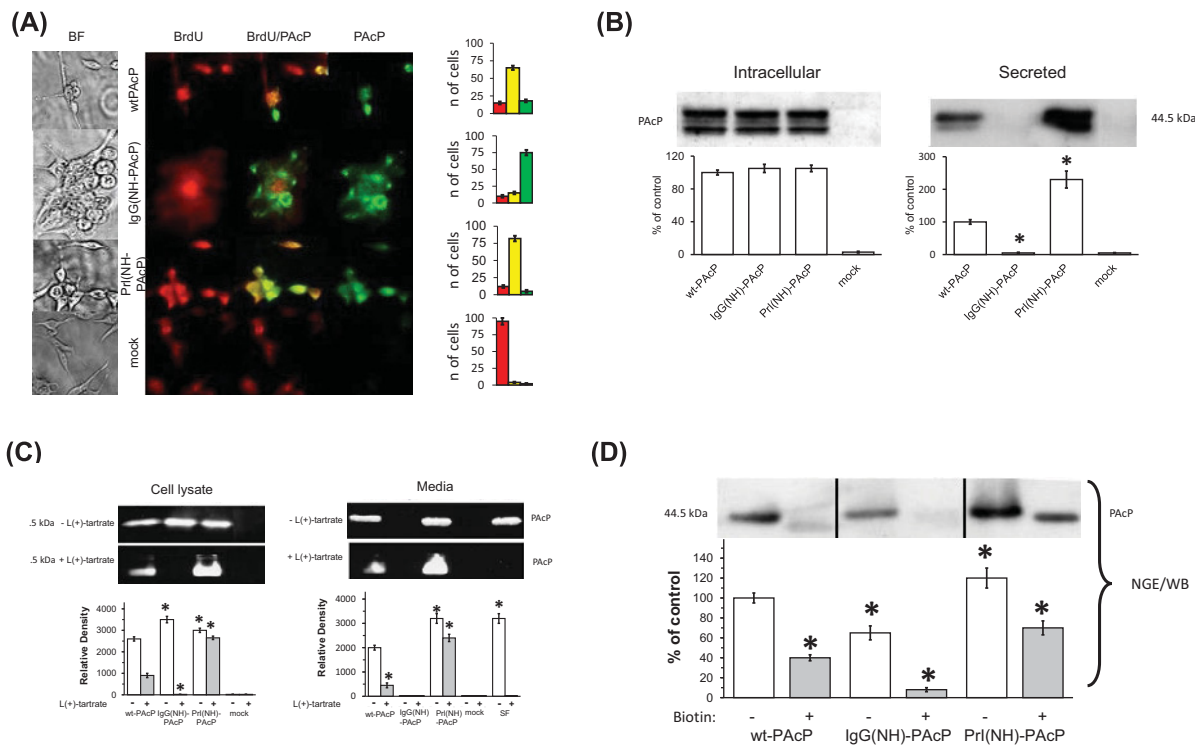 (A)
BF
BrdU
BrdU/PAcP
PAcP
wtPAcP
n of cells
100
75
50
25
0
IgG(NH-PAcP)
n of cells
100
75
50
25
0
Prl(NH-
PAcP)
n of cells
100
75
50
25
0
mock
n of cells
100
75
50
25
0
(B)
Intracellular
Secreted
PAcP
44.5 kDa
% of control
120
80
40
0
wt-PAcP
IgG(NH)-PAcP
Prl(NH)-PAcP
mock
% of control
300
200
100
0
*
*
wt-PAcP
IgG(NH)-PAcP
Prl(NH)-PAcP
mock
(C)
Cell lysate
.5 kDa - L(+)-tartrate
.5 kDa + L(+)-tartrate
Relative Density
4000
3000
2000
1000
0
* * * *
- + - + - + - +
L(+)-tartrate
wt-PAcP IgG(NH)- Prl(NH)- mock
PAcP PAcP
Media
- L(+)-tartrate PAcP
+ L(+)-tartrate PAcP
Relative Density
4000
3000
2000
1000
0
* * * *
- + - + - + - + - +
L(+)-tartrate
wt-PAcP IgG(NH) Prl(NH) mock SF
-PAcP -PAcP
(D)
44.5 kDa
PAcP
NGE/WB
% of control
140
120
100
80
60
40
20
0
* * * * *
Biotin: - + - + - +
wt-PAcP IgG(NH)-PAcP Prl(NH)-PAcP